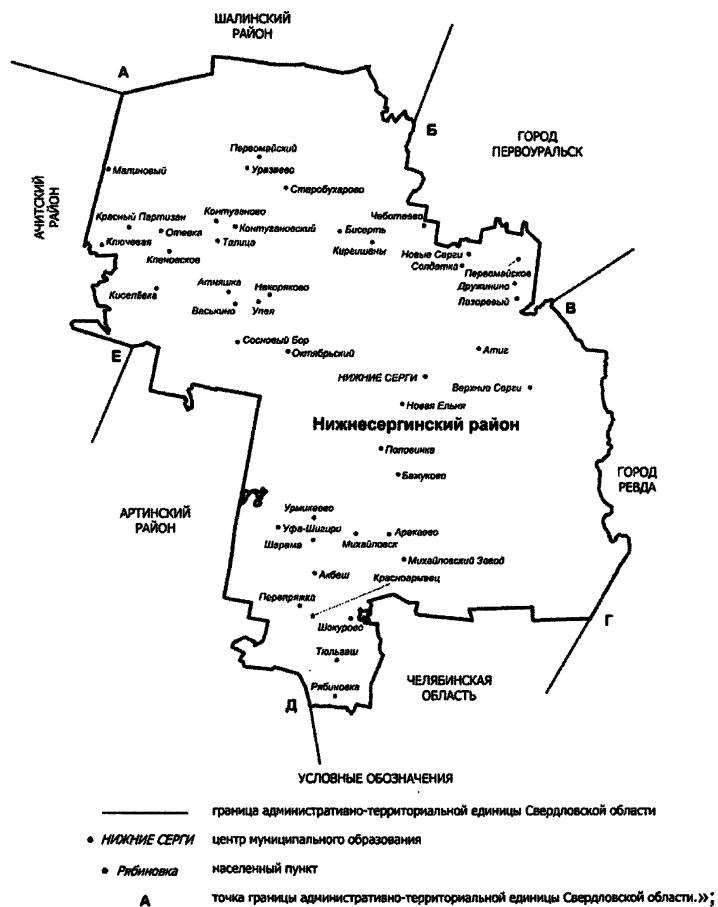 ШАЛИНСКИЙ
РАЙОН
А
Б
ГОРОД
ПЕРВОУРАЛЬСК
Первомайский
Уразаево
Малиновый
Старобухарово
АЧИТСКИЙ
РАЙОН
Красный Партизан
Контуганово
Чеботаево
Отевка
Контугановский
Бисерть
Ключевая
Талица
Киргишаны
Кленовское
Новые Серги
Солдатка
Первомайское
Киселёвка
Атняшка
Накоряково
Дружинино
Васькино
Упея
Лазоревый
В
Сосновый Бор
Октябрьский
Атиг
Е
НИЖНИЕ СЕРГИ
Верхние Серги
Новая Ельня
Нижнесергинский район
Половинка
Бажуково
ГОРОД
РЕВДА
АРТИНСКИЙ
РАЙОН
Урмикеево
Уфа-Шигири
Аракаево
Шарама
Михайловск
Михайловский Завод
Акбаш
Красноармеец
Перепряжка
Шокурово
Г
Тюльгаш
ЧЕЛЯБИНСКАЯ
ОБЛАСТЬ
Рябиновка
Д
УСЛОВНЫЕ ОБОЗНАЧЕНИЯ
граница административно-территориальной единицы Свердловской области
НИЖНИЕ СЕРГИ центр муниципального образования
Рябиновка населенный пункт
А точка границы административно-территориальной единицы Свердловской области.»;